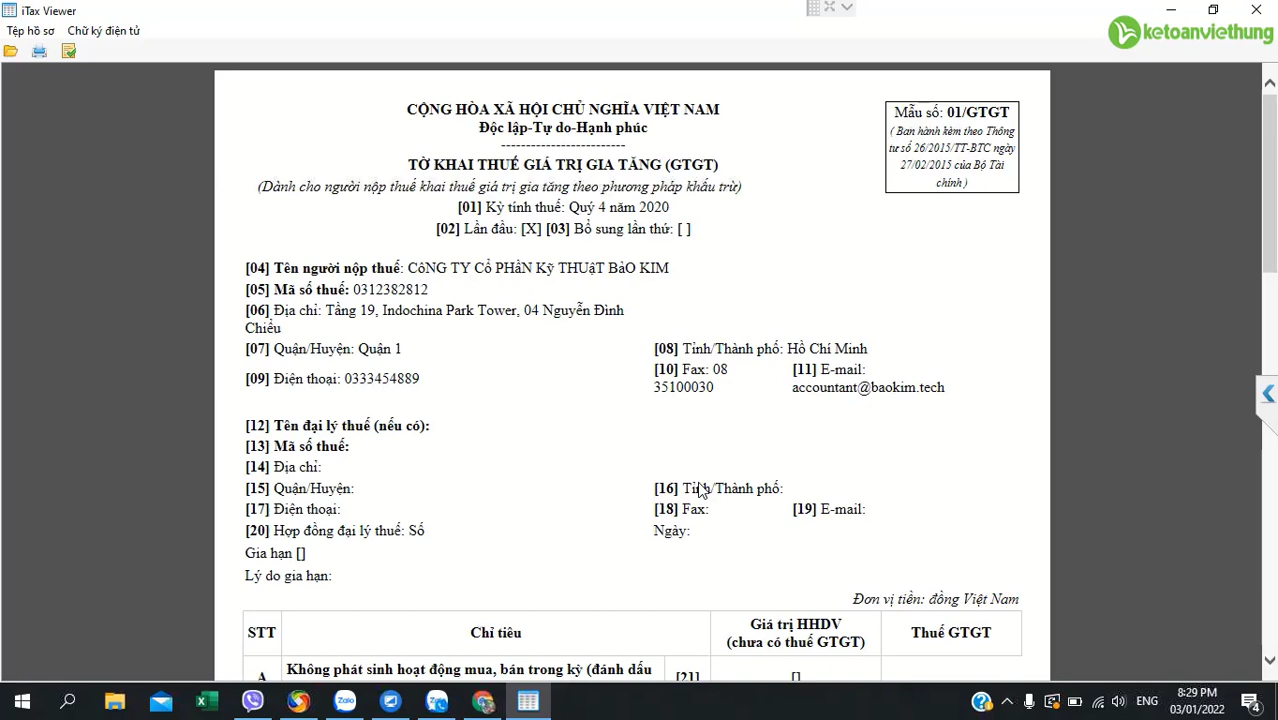 iTax Viewer
ketoanviethung
Tệp hồ sơ Chữ ký điện tử
CỘNG HÒA XÃ HỘI CHỦ NGHĨA VIỆT NAM
Độc lập-Tự do-Hạnh phúc
-------------------------
TỜ KHAI THUẾ GIÁ TRỊ GIA TĂNG (GTGT)
(Dành cho người nộp thuế khai thuế giá trị gia tăng theo phương pháp khấu trừ)
[01] Kỳ tính thuế: Quý 4 năm 2020
[02] Lần đầu: [X] [03] Bổ sung lần thứ: [ ]
Mẫu số: 01/GTGT
( Ban hành kèm theo Thông
tư số 26/2015/TT-BTC ngày
27/02/2015 của Bộ Tài
chính )
[04] Tên người nộp thuế: CôNG TY Cổ PHầN Kỹ THUậT BảO KIM
[05] Mã số thuế: 0312382812
[06] Địa chỉ: Tầng 19, Indochina Park Tower, 04 Nguyễn Đình
Chiểu
[07] Quận/Huyện: Quận 1 [08] Tỉnh/Thành phố: Hồ Chí Minh
[09] Điện thoại: 0333454889
[10] Fax: 08
35100030
[11] E-mail:
accountant@baokim.tech
[12] Tên đại lý thuế (nếu có):
[13] Mã số thuế:
[14] Địa chỉ:
[15] Quận/Huyện: [16] Tỉnh/Thành phố:
[17] Điện thoại: [18] Fax: [19] E-mail:
[20] Hợp đồng đại lý thuế: Số Ngày:
Gia hạn []
Lý do gia hạn:
Đơn vị tiền: đồng Việt Nam
STT Chỉ tiêu Giá trị HHDV
(chưa có thuế GTGT) Thuế GTGT
A Không phát sinh hoạt động mua, bán trong kỳ (đánh dấu [21] []
Zalo
ENG
8:29 PM
03/01/2022
4